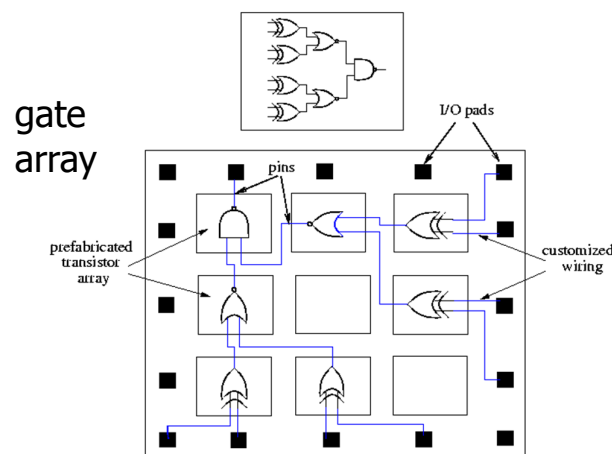 gate
array
I/O pads
pins
prefabricated
transistor
array
customized
wiring